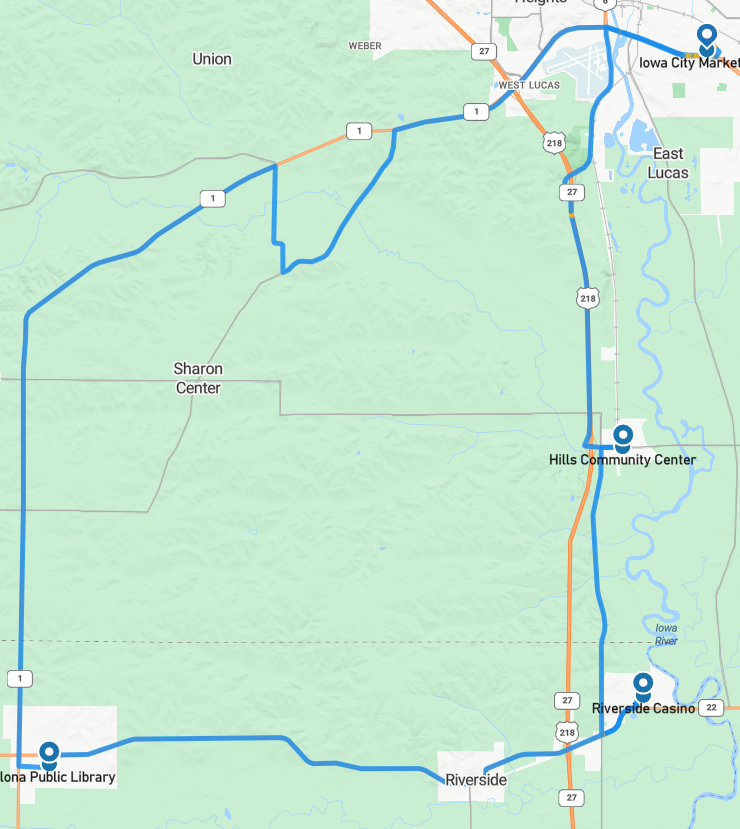 Heights
6
Iowa City Market
WEBER
27
Union
WEST LUCAS
1
1
218
East
Lucas
27
1
218
Sharon
Center
Hills Community Center
Iowa
River
1
27
Riverside Casino
22
218
lona Public Library
Riverside
27